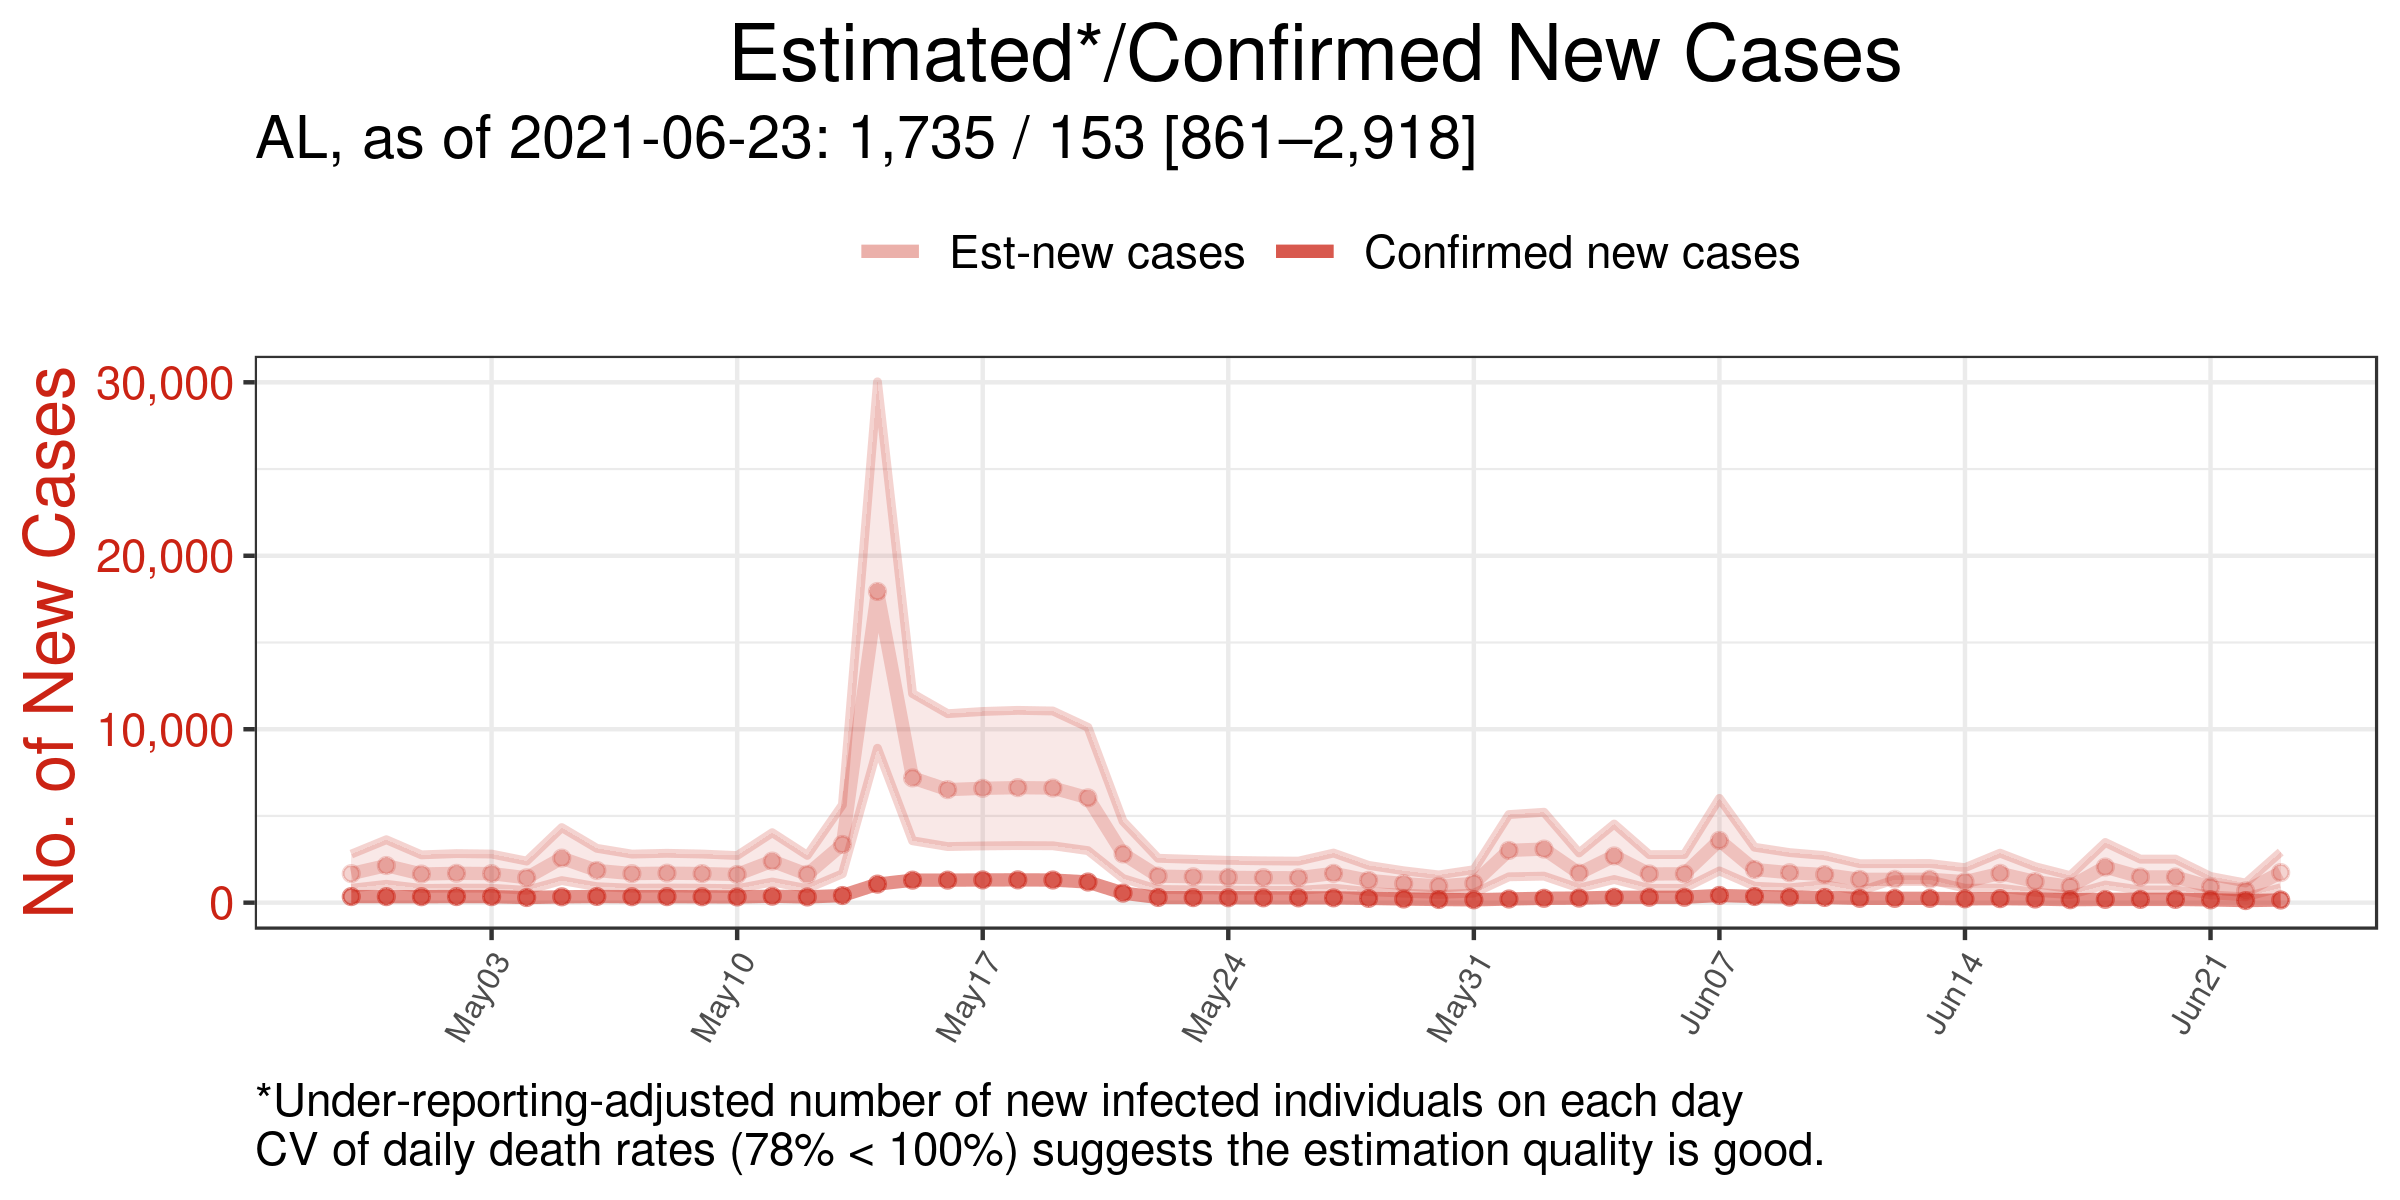 Estimated*/Confirmed New Cases
AL, as of 2021-06-23: 1,735 / 153 [861–2,918]
Est-new cases
Confirmed new cases
No. of New Cases
30,000
20,000
10,000
0
May03
May10
May17
May24
May31
Jun07
Jun14
Jun21
*Under-reporting-adjusted number of new infected individuals on each day
CV of daily death rates (78% < 100%) suggests the estimation quality is good.